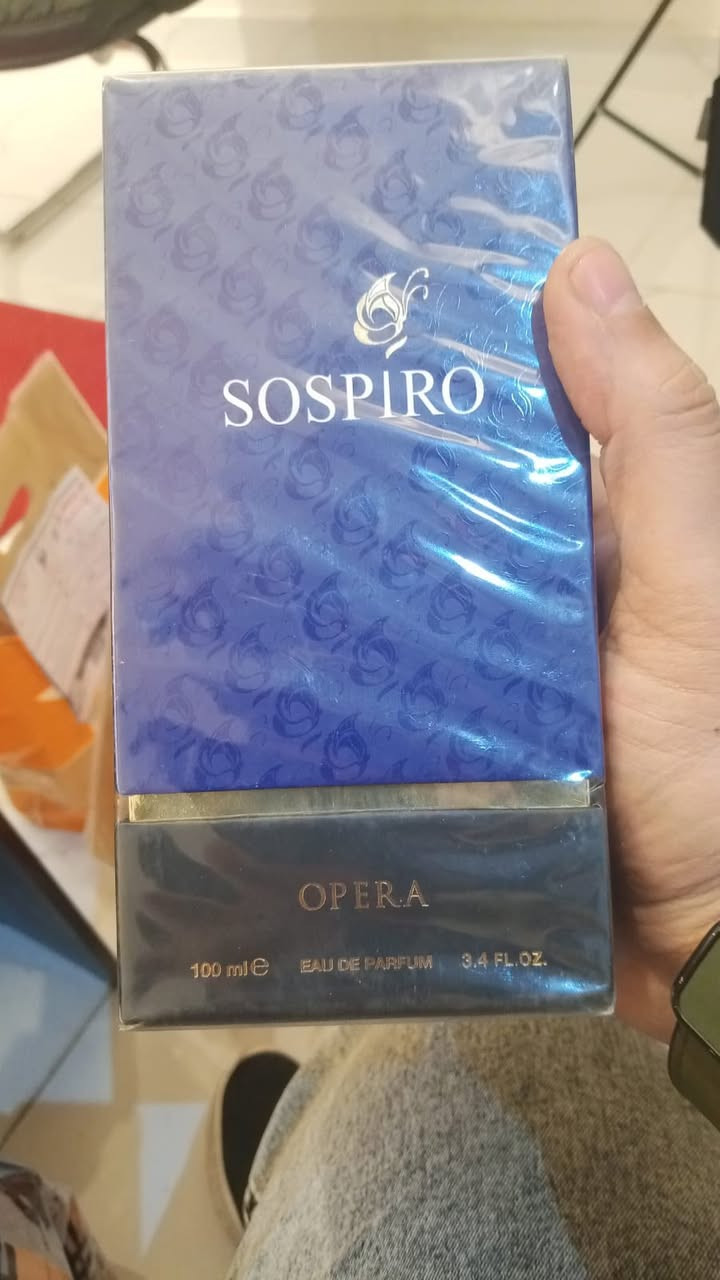 SOSPIRO
OPERA
100 ml e EAU DE PARFUM 3.4 FL.OZ.